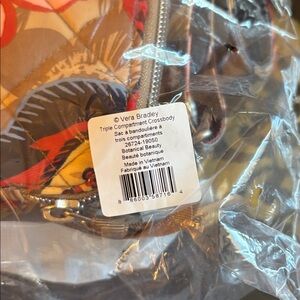 © Vera Bradley
Triple Compartment Crossbody
Sac à bandoulière à
trois compartiments
26724-19050
Botanical Beauty
Beauté botanique
Made in Vietnam
Fabriqué au Vietnam